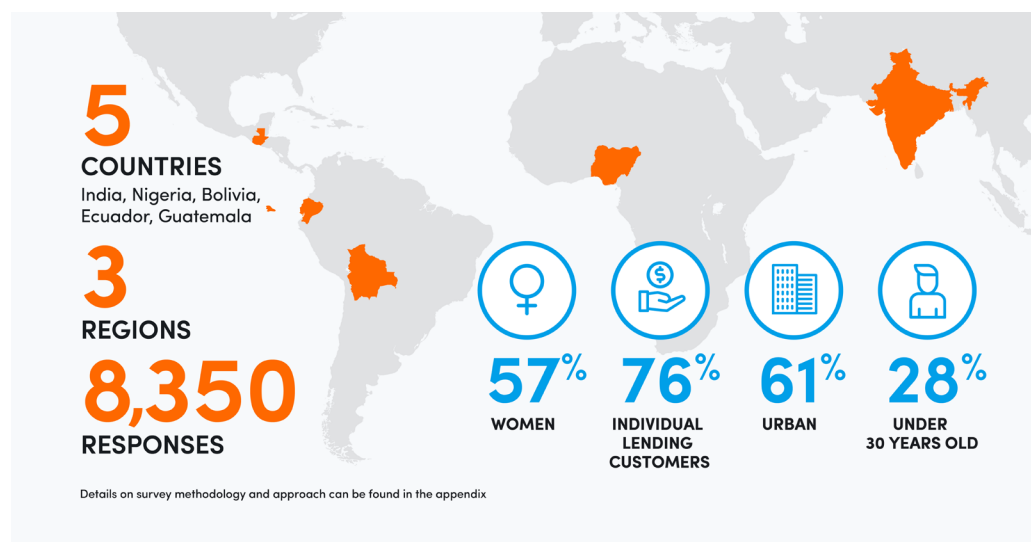 5
COUNTRIES
India, Nigeria, Bolivia,
Ecuador, Guatemala
3
REGIONS
8,350
RESPONSES
$
57%
WOMEN
76%
INDIVIDUAL
LENDING
CUSTOMERS
61%
URBAN
28%
UNDER
30 YEARS OLD
Details on survey methodology and approach can be found in the appendix